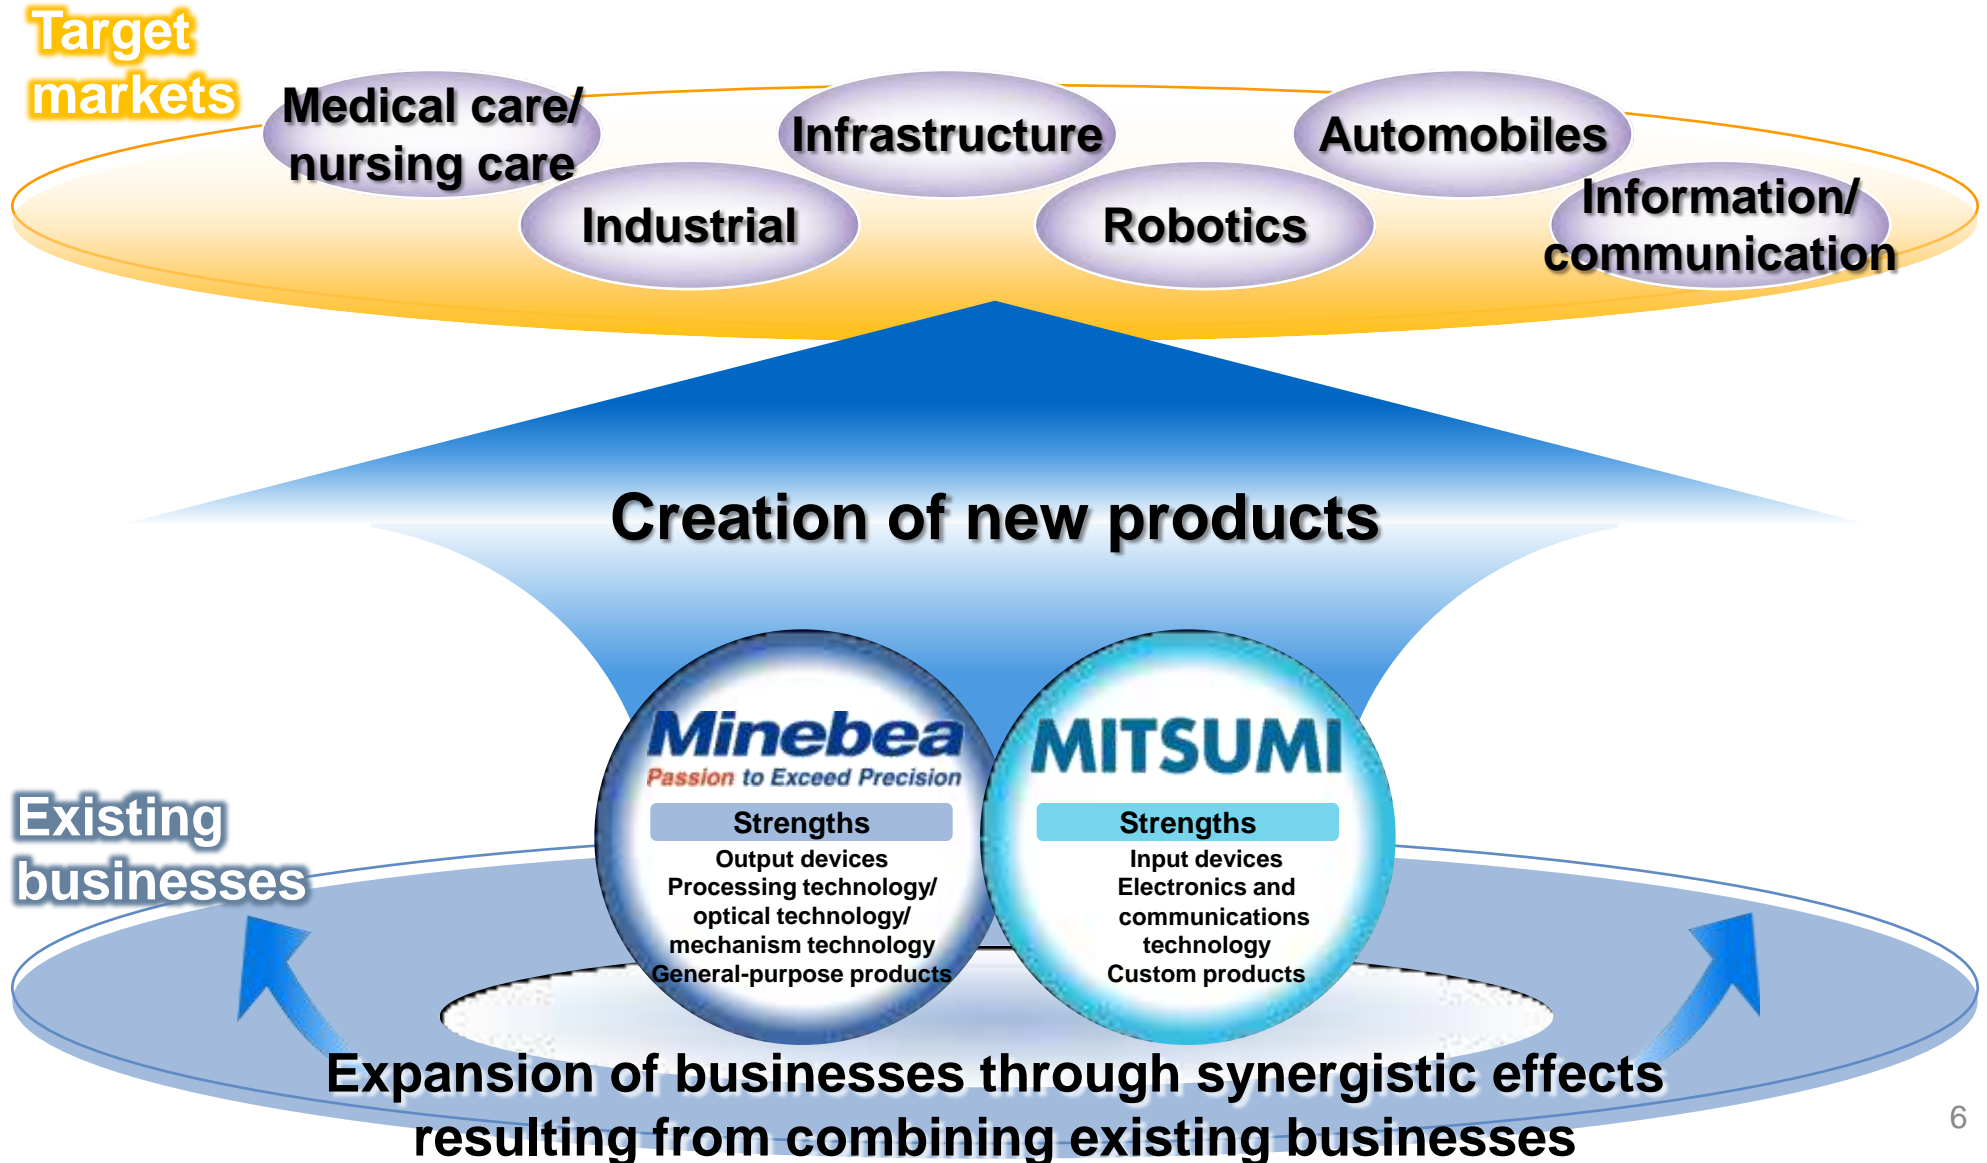 Target
markets
Medical care/
nursing care
Infrastructure
Automobiles
Industrial
Robotics
Information/
communication
Creation of new products
Minebea
Passion to Exceed Precision
Strengths
Output devices
Processing technology/
optical technology/
mechanism technology
General-purpose products
MITSUMI
Strengths
Input devices
Electronics and
communications
technology
Custom products
Existing
businesses
Expansion of businesses through synergistic effects
resulting from combining existing businesses
6